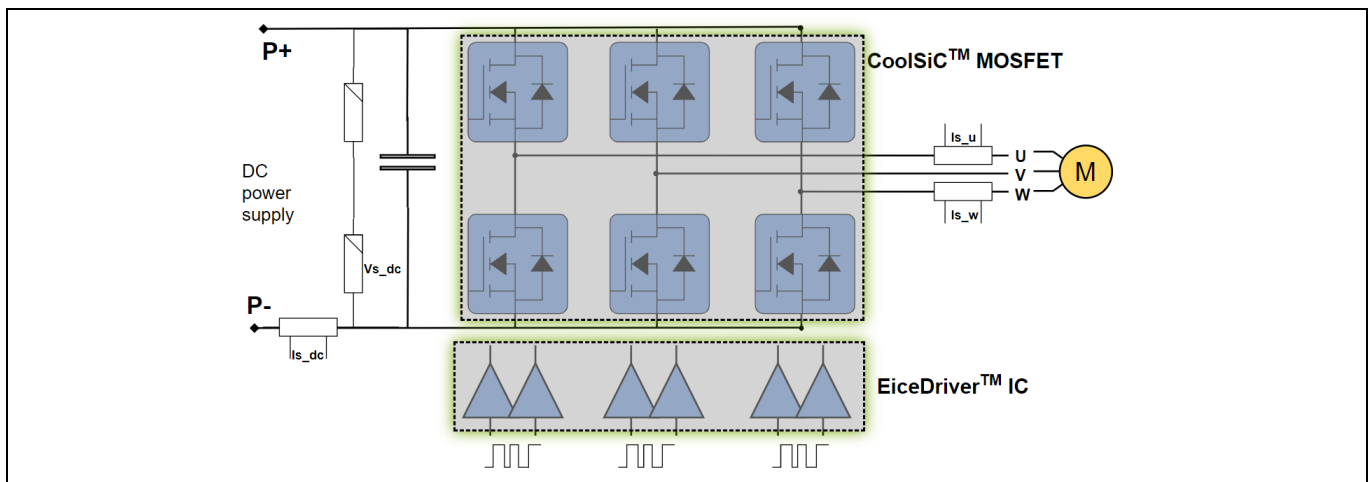 P+
CoolSiC™ MOSFET
Is_u
U
V
W
M
Is_w
DC
power
supply
Vs_dc
P-
Is_dc
EiceDriver™ IC